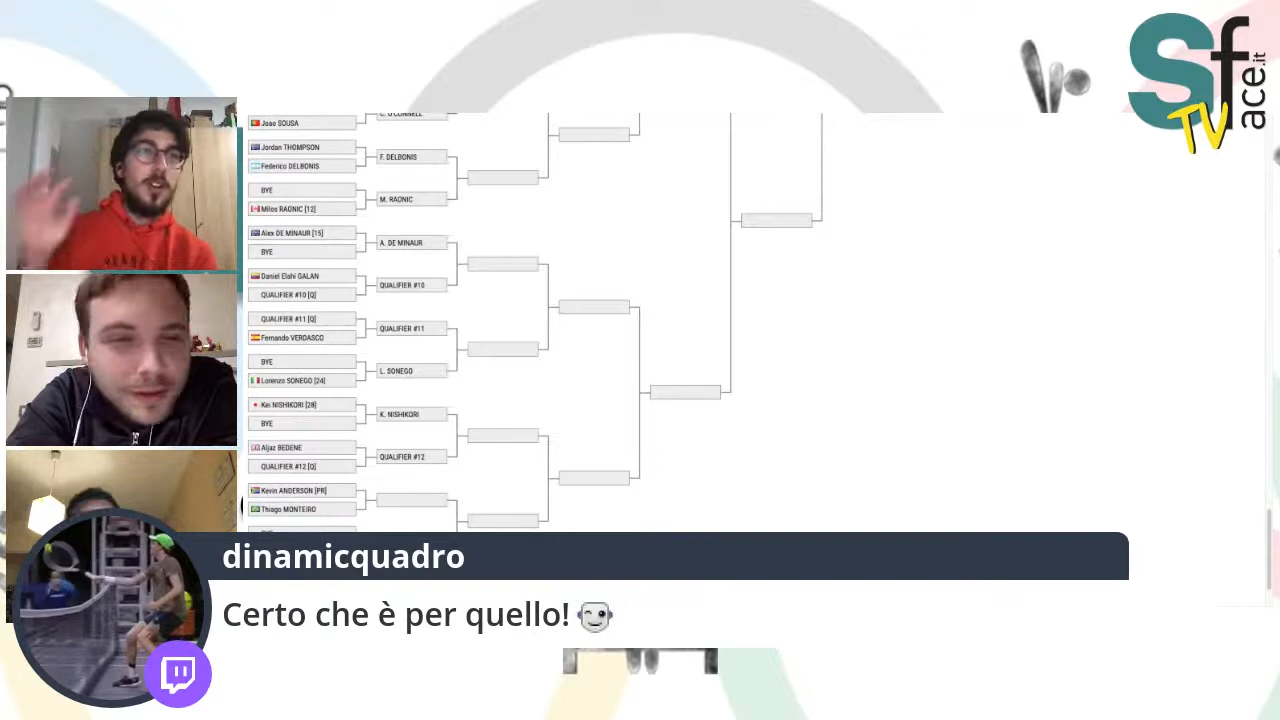 Sf
ace.it
TV
C. O'CONNELL
Joao SOUSA
Jordan THOMPSON
F. DELBONIS
Federico DELBONIS
BYE
M. RAONIC
Milos RAONIC [12]
Alex DE MINAUR [15]
A. DE MINAUR
BYE
Daniel Elahi GALAN
QUALIFIER #10
QUALIFIER #10 [Q]
QUALIFIER #11 [Q]
QUALIFIER #11
Fernando VERDASCO
BYE
L. SONEGO
Lorenzo SONEGO [24]
Kei NISHIKORI [28]
K. NISHIKORI
BYE
Aljaz BEDENE
QUALIFIER #12
QUALIFIER #12 [Q]
Kevin ANDERSON [PR]
Thiago MONTEIRO
dinamicquadro
Certo che è per quello!